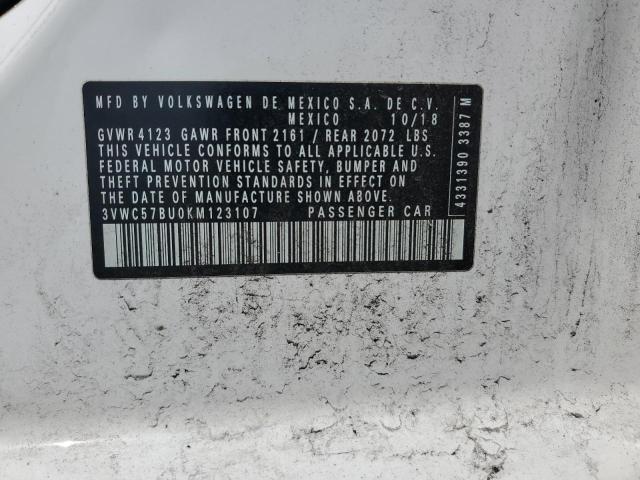 MFD BY VOLKSWAGEN DE MEXICO S.A. DE C.V.
MEXICO 10/18
GVWR 4123 GAWR FRONT 2161 / REAR 2072 LBS
THIS VEHICLE CONFORMS TO ALL APPLICABLE U.S.
FEDERAL MOTOR VEHICLE SAFETY, BUMPER AND
THEFT PREVENTION STANDARDS IN EFFECT ON
THE DATE OF MANUFACTURE SHOWN ABOVE.
3VWC57BU0KM123107 PASSENGER CAR
4331390 3387 M